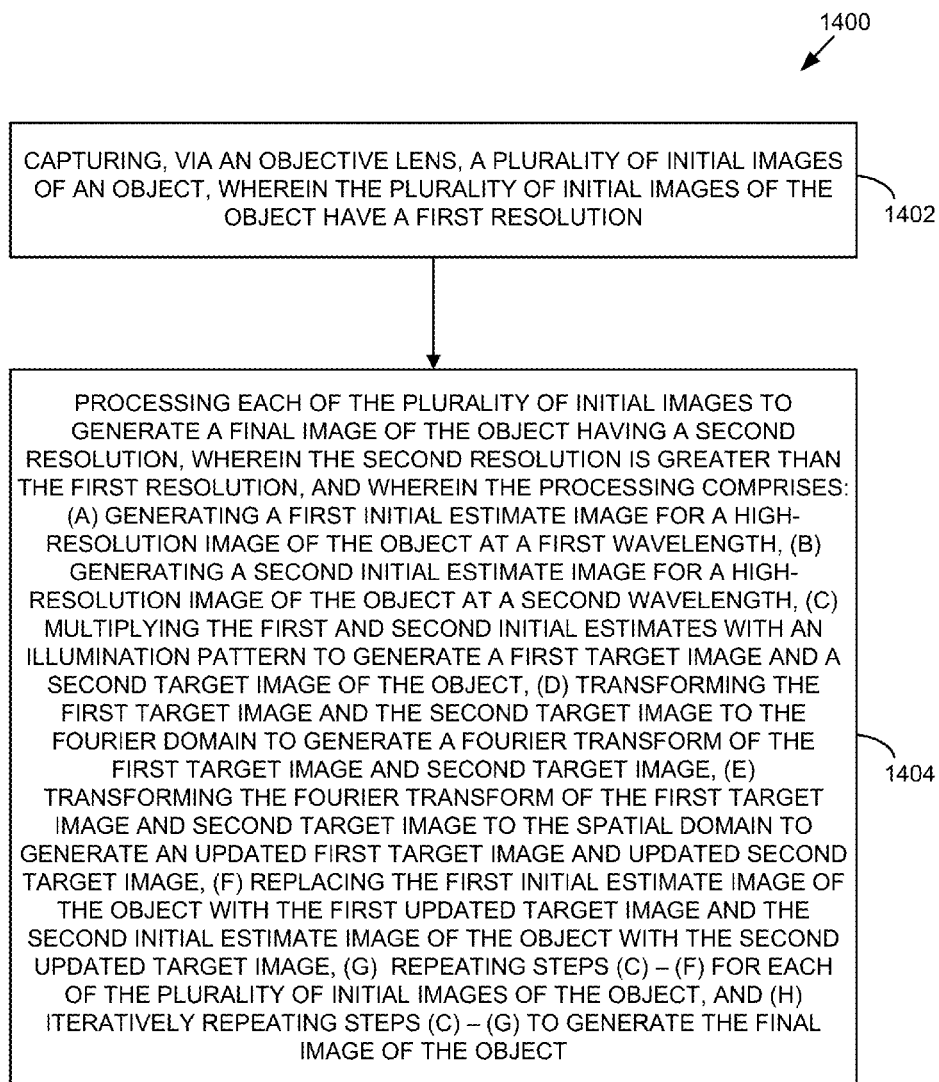 1400
CAPTURING, VIA AN OBJECTIVE LENS, A PLURALITY OF INITIAL IMAGES
OF AN OBJECT, WHEREIN THE PLURALITY OF INITIAL IMAGES OF THE
OBJECT HAVE A FIRST RESOLUTION
1402
PROCESSING EACH OF THE PLURALITY OF INITIAL IMAGES TO
GENERATE A FINAL IMAGE OF THE OBJECT HAVING A SECOND
RESOLUTION, WHEREIN THE SECOND RESOLUTION IS GREATER THAN
THE FIRST RESOLUTION, AND WHEREIN THE PROCESSING COMPRISES:
(A) GENERATING A FIRST INITIAL ESTIMATE IMAGE FOR A HIGH-
RESOLUTION IMAGE OF THE OBJECT AT A FIRST WAVELENGTH, (B)
GENERATING A SECOND INITIAL ESTIMATE IMAGE FOR A HIGH-
RESOLUTION IMAGE OF THE OBJECT AT A SECOND WAVELENGTH, (C)
MULTIPLYING THE FIRST AND SECOND INITIAL ESTIMATES WITH AN
ILLUMINATION PATTERN TO GENERATE A FIRST TARGET IMAGE AND A
SECOND TARGET IMAGE OF THE OBJECT, (D) TRANSFORMING THE
FIRST TARGET IMAGE AND THE SECOND TARGET IMAGE TO THE
FOURIER DOMAIN TO GENERATE A FOURIER TRANSFORM OF THE
FIRST TARGET IMAGE AND SECOND TARGET IMAGE, (E)
TRANSFORMING THE FOURIER TRANSFORM OF THE FIRST TARGET
IMAGE AND SECOND TARGET IMAGE TO THE SPATIAL DOMAIN TO
GENERATE AN UPDATED FIRST TARGET IMAGE AND UPDATED SECOND
TARGET IMAGE, (F) REPLACING THE FIRST INITIAL ESTIMATE IMAGE OF
THE OBJECT WITH THE FIRST UPDATED TARGET IMAGE AND THE
SECOND INITIAL ESTIMATE IMAGE OF THE OBJECT WITH THE SECOND
UPDATED TARGET IMAGE, (G) REPEATING STEPS (C) – (F) FOR EACH
OF THE PLURALITY OF INITIAL IMAGES OF THE OBJECT, AND (H)
ITERATIVELY REPEATING STEPS (C) – (G) TO GENERATE THE FINAL
IMAGE OF THE OBJECT
1404